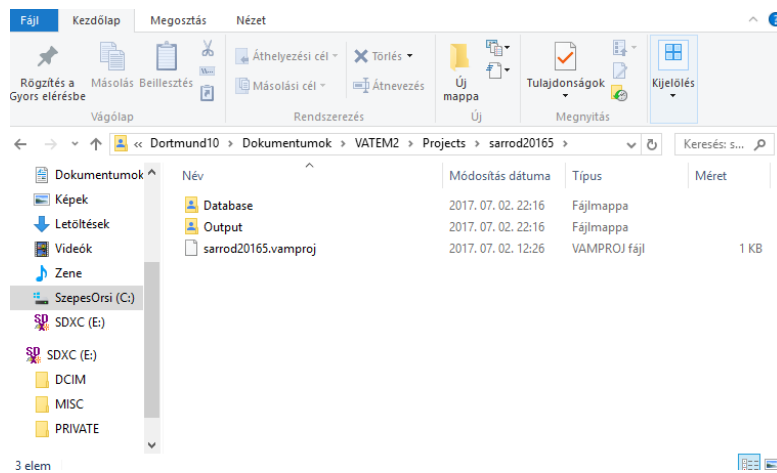 Fájl Kezdőlap Megosztás Nézet
Rögzítés a Gyors elérésbe
Másolás
Beillesztés
Vágólap
Áthelyezési cél
Másolási cél
Törlés
Átnevezés
Rendszerezés
Új mappa
Új
Tulajdonságok
Megnyitás
Kijelölés
« Dortmund10 > Dokumentumok > VATEM2 > Projects > sarrod20165 >
Keresés: s...
Név Módosítás dátuma Típus Méret
Database 2017. 07. 02. 22:16 Fájlmappa
Output 2017. 07. 02. 22:16 Fájlmappa
sarrod20165.vamproj 2017. 07. 02. 12:26 VAMPROJ fájl 1 KB
Dokumentumok
Képek
Letöltések
Videók
Zene
SzepesOrsi (C:)
SDXC (E:)
SDXC (E:)
DCIM
MISC
PRIVATE
3 elem